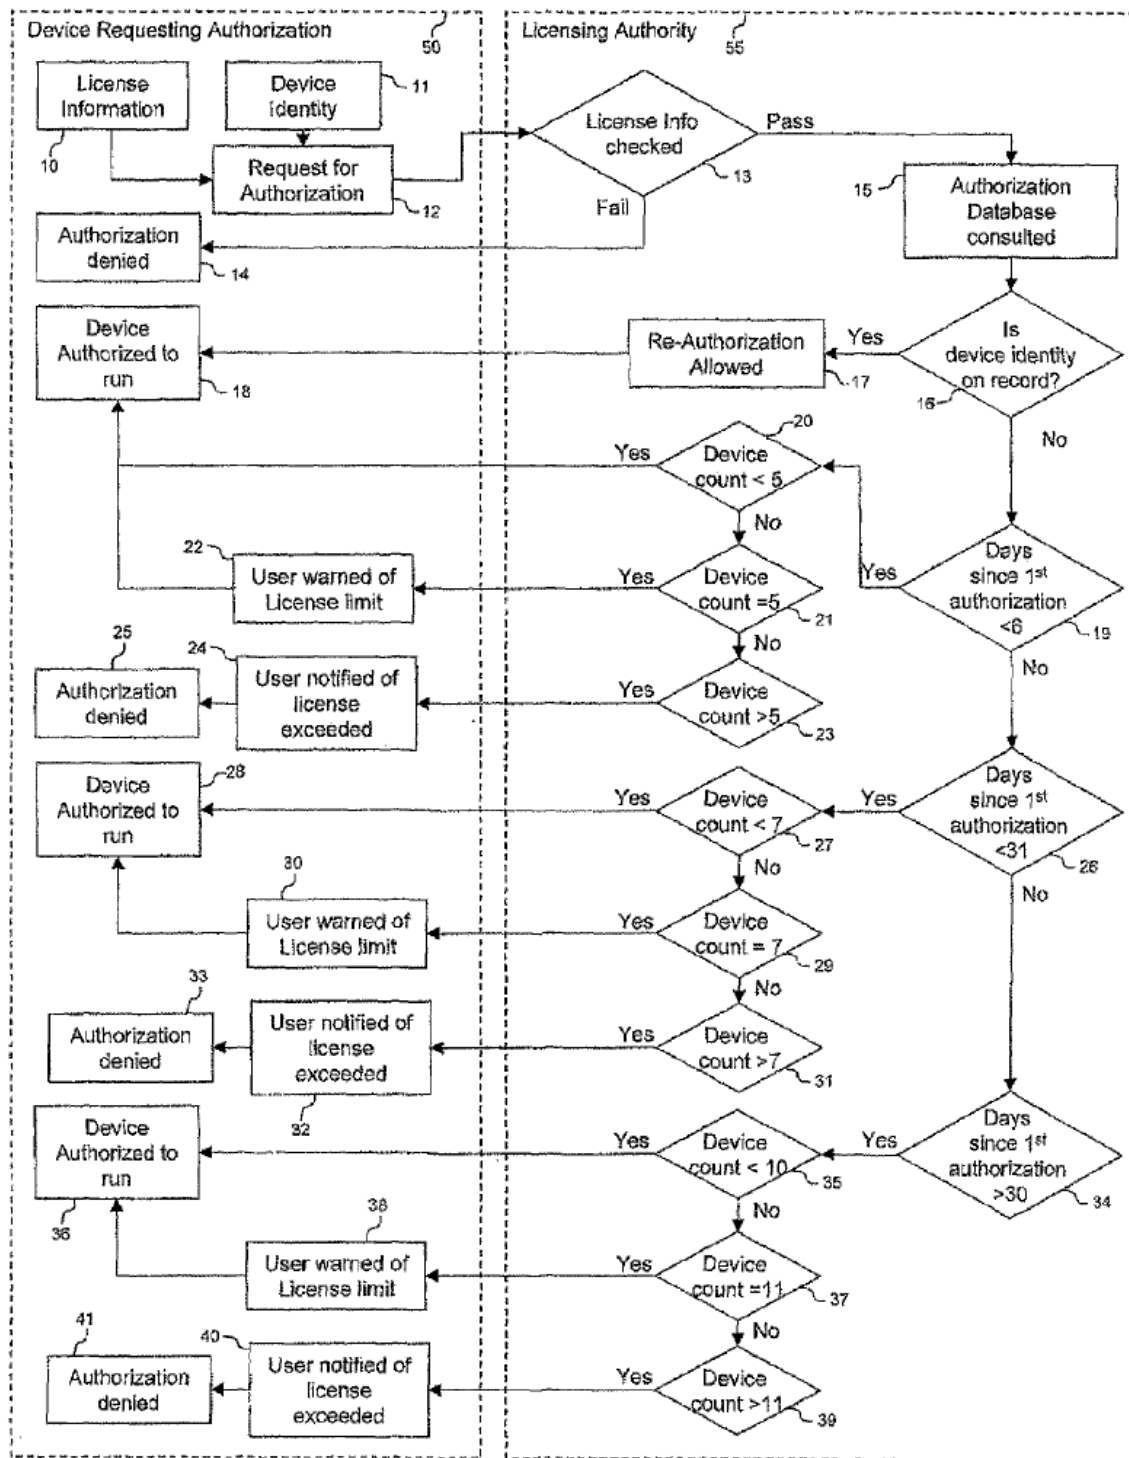 Device Requesting Authorization
50
Licensing Authority
55
License
Information
10
Device
Identity
11
Request for
Authorization
12
License Info
checked
13
Pass
Fail
Authorization
denied
14
15
Authorization
Database
consulted
Is
device identity
on record?
16
Yes
No
Re-Authorization
Allowed
17
Device
Authorized to
run
18
Days
since 1st
authorization
<6
19
Yes
No
Device
count < 5
20
Yes
No
Device
count =5
21
Yes
No
User warned of
License limit
22
Device
count >5
23
Yes
User notified of
license
exceeded
24
Authorization
denied
25
Days
since 1st
authorization
<31
26
Yes
No
Device
count < 7
27
Yes
No
Device
Authorized to
run
28
Device
count = 7
29
Yes
No
User warned of
License limit
30
Device
count >7
31
Yes
User notified of
license
exceeded
32
Authorization
denied
33
Days
since 1st
authorization
>30
34
Yes
Device
count < 10
35
Yes
No
Device
Authorized to
run
36
Device
count =11
37
Yes
No
User warned of
License limit
38
Device
count >11
39
Yes
User notified of
license
exceeded
40
Authorization
denied
41